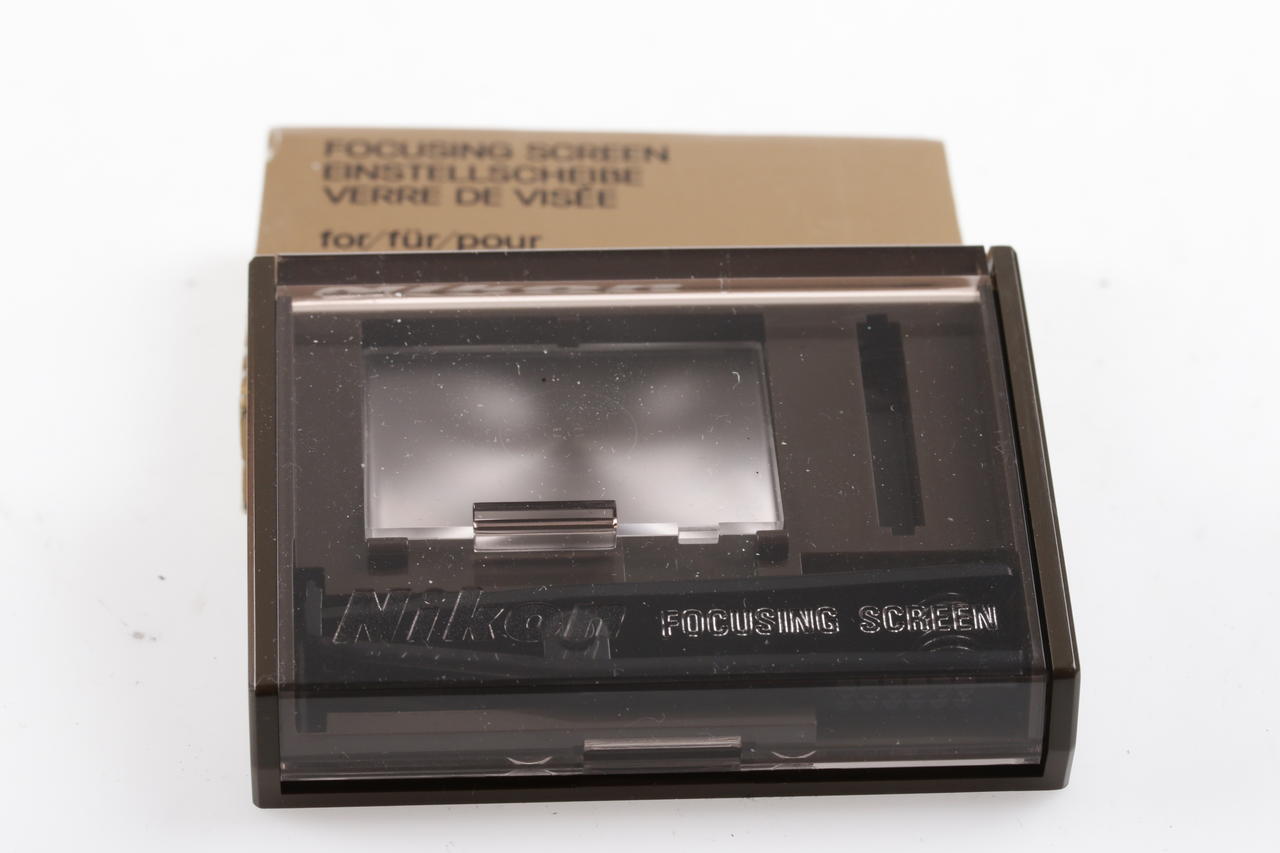 FOCUSING SCREEN
EINSTELLSCHEIBE
VERRE DE VISÉE
for/für/pour
Nikon FOCUSING SCREEN